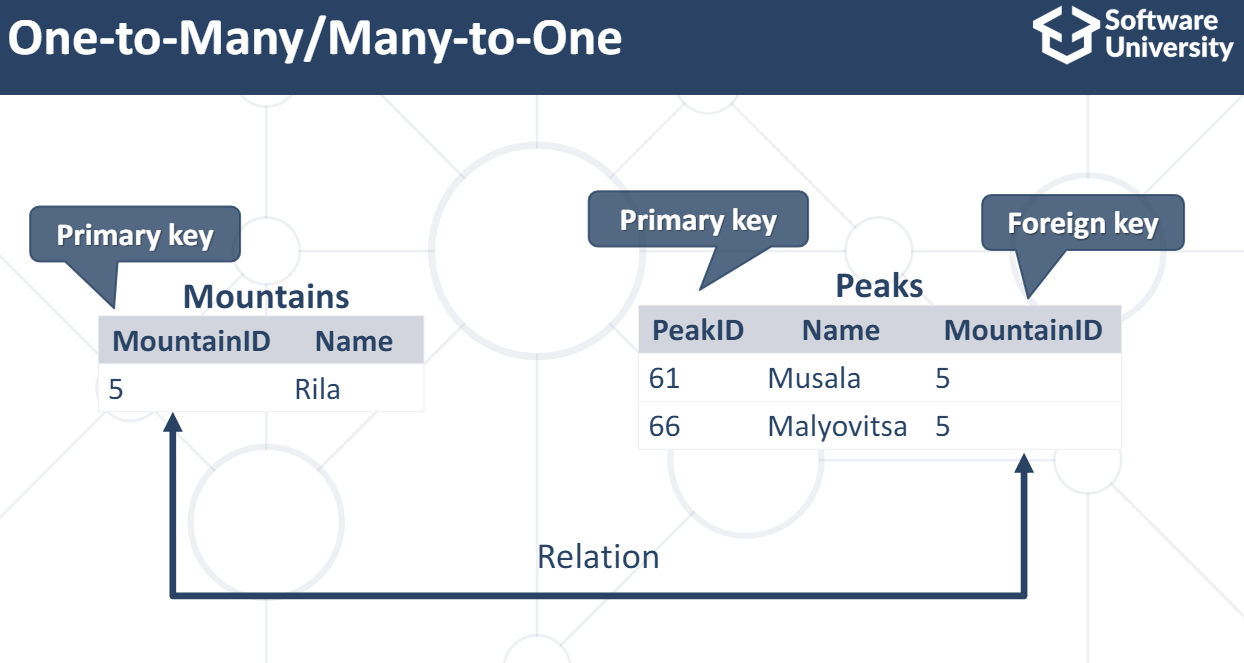 One-to-Many/Many-to-One
Software
University
Primary key
Primary key
Foreign key
Mountains
Peaks
MountainID Name
5 Rila
PeakID Name MountainID
61 Musala 5
66 Malyovitsa 5
Relation